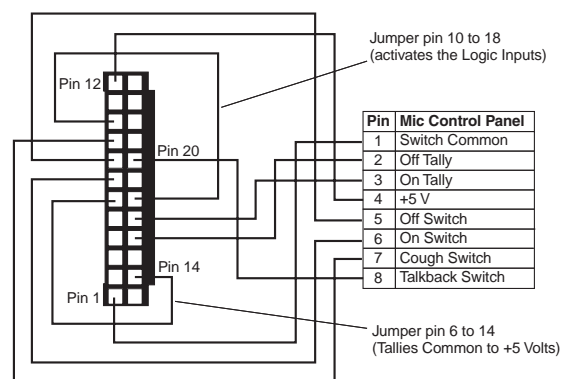 Jumper pin 10 to 18
(activates the Logic Inputs)
Pin 12
Pin 20
Pin 14
Pin 1
Pin Mic Control Panel
1 Switch Common
2 Off Tally
3 On Tally
4 +5 V
5 Off Switch
6 On Switch
7 Cough Switch
8 Talkback Switch
Jumper pin 6 to 14
(Tallies Common to +5 Volts)